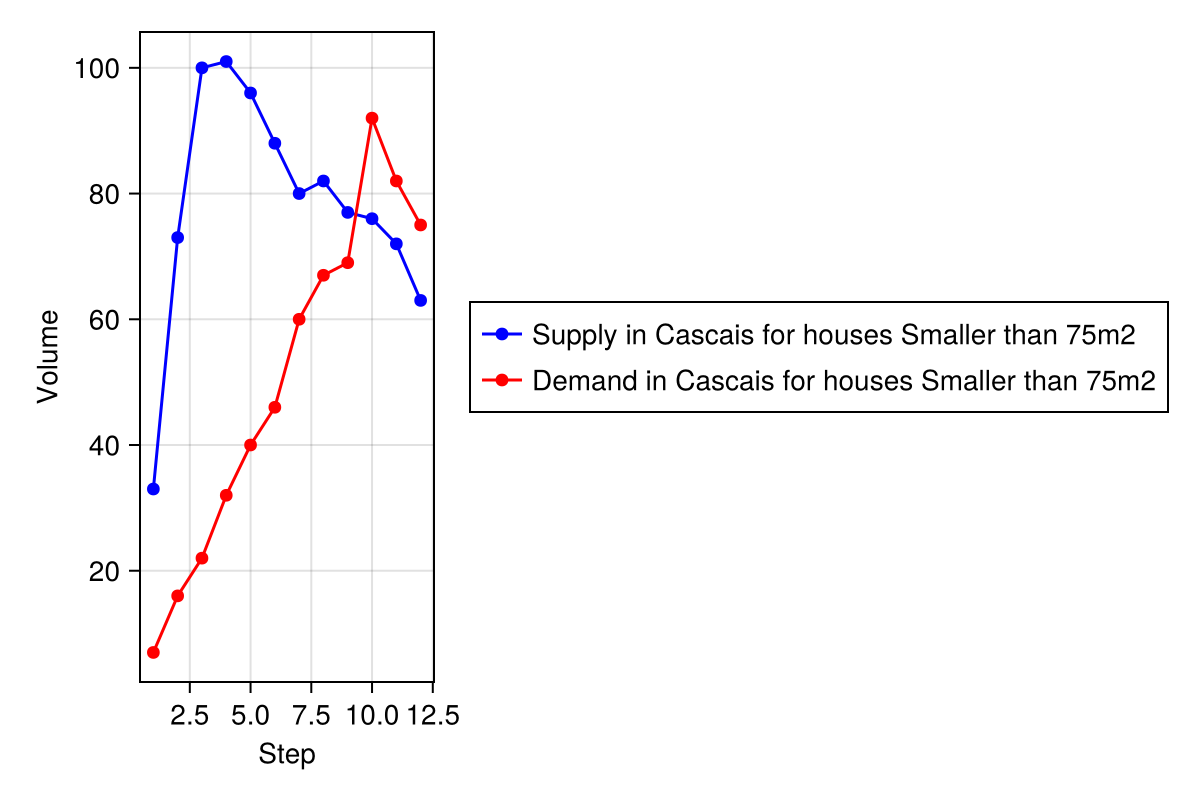 100
80
60
40
20
Volume
2.5 5.0 7.5 10.0 12.5
Step
Supply in Cascais for houses Smaller than 75m2
Demand in Cascais for houses Smaller than 75m2